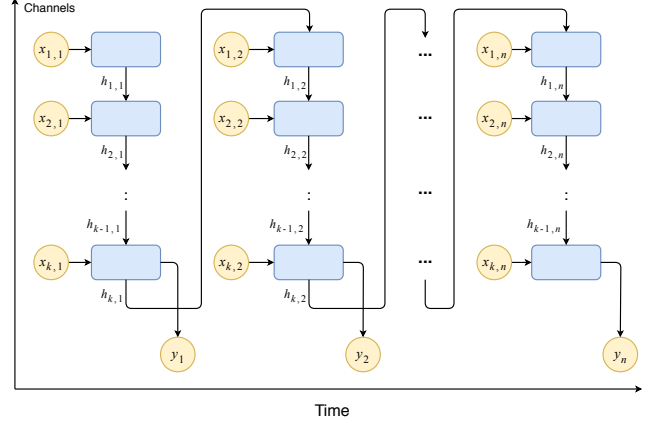 Channels
x1,1 x1,2 ... x1,n
h1,1 h1,2 h1,n
x2,1 x2,2 ... x2,n
h2,1 h2,2 h2,n
: : ... :
hk-1,1 hk-1,2 hk-1,n
xk,1 xk,2 ... xk,n
hk,1 hk,2
y1 y2 yn
Time